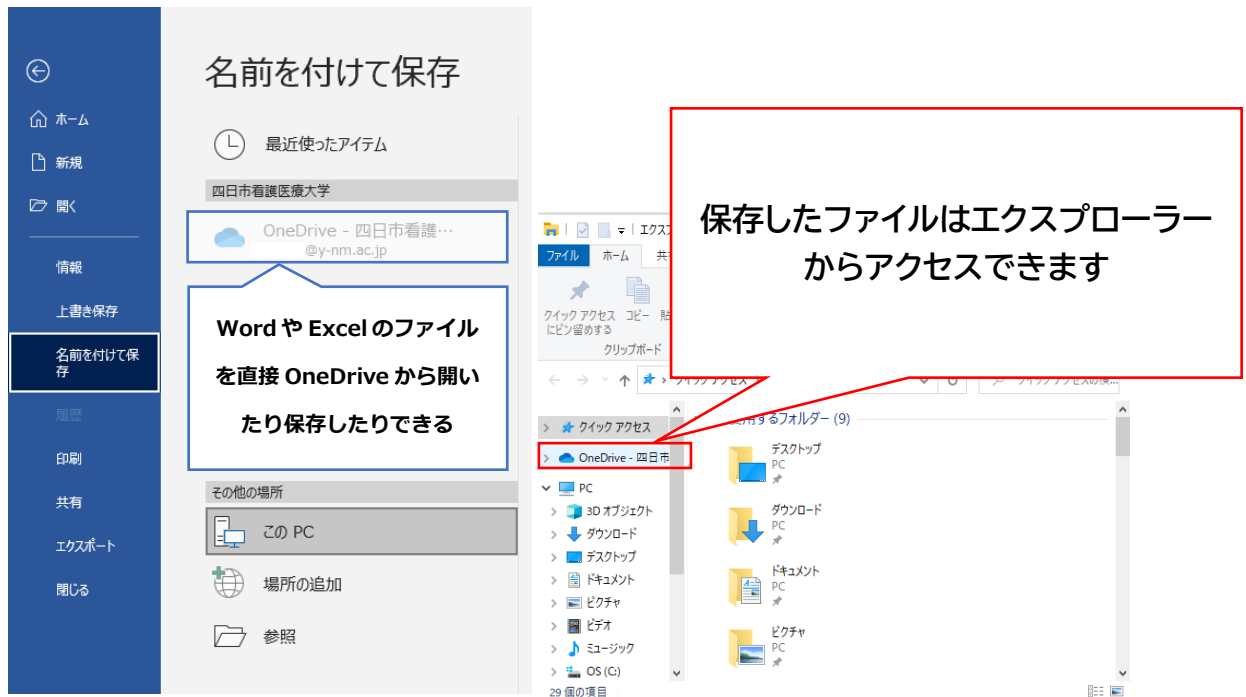 名前を付けて保存
ホーム
新規
開く
情報
上書き保存
名前を付けて保
存
履歴
印刷
共有
エクスポート
閉じる
最近使ったアイテム
四日市看護医療大学
OneDrive - 四日市看護…
@y-nm.ac.jp
Word や Excel のファイル
を直接 OneDrive から開い
たり保存したりできる
その他の場所
この PC
場所の追加
参照
保存したファイルはエクスプローラー
からアクセスできます
ファイル
ホーム
クイック アクセス
にピン留めする
コピー
クリップボード
クイック アクセス
OneDrive - 四日市
PC
3D オブジェクト
ダウンロード
デスクトップ
ドキュメント
ピクチャ
ビデオ
ミュージック
OS (C:)
29 個の項目
用するフォルダー (9)
デスクトップ
PC
ダウンロード
PC
ドキュメント
PC
ピクチャ
PC